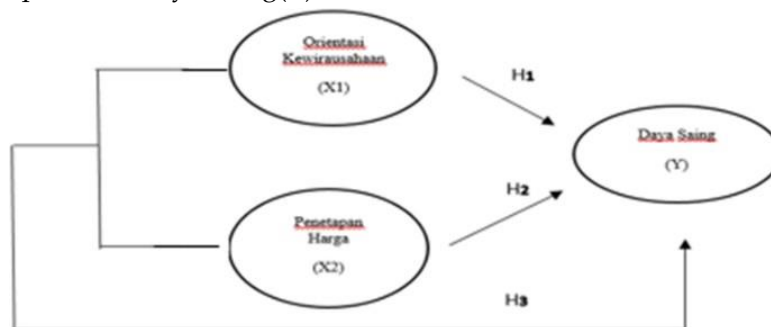 Orientasi
Kewirausahaan
(X1)
H1
Daya Saing
(Y)
H2
Penetapan
Harga
(X2)
H3